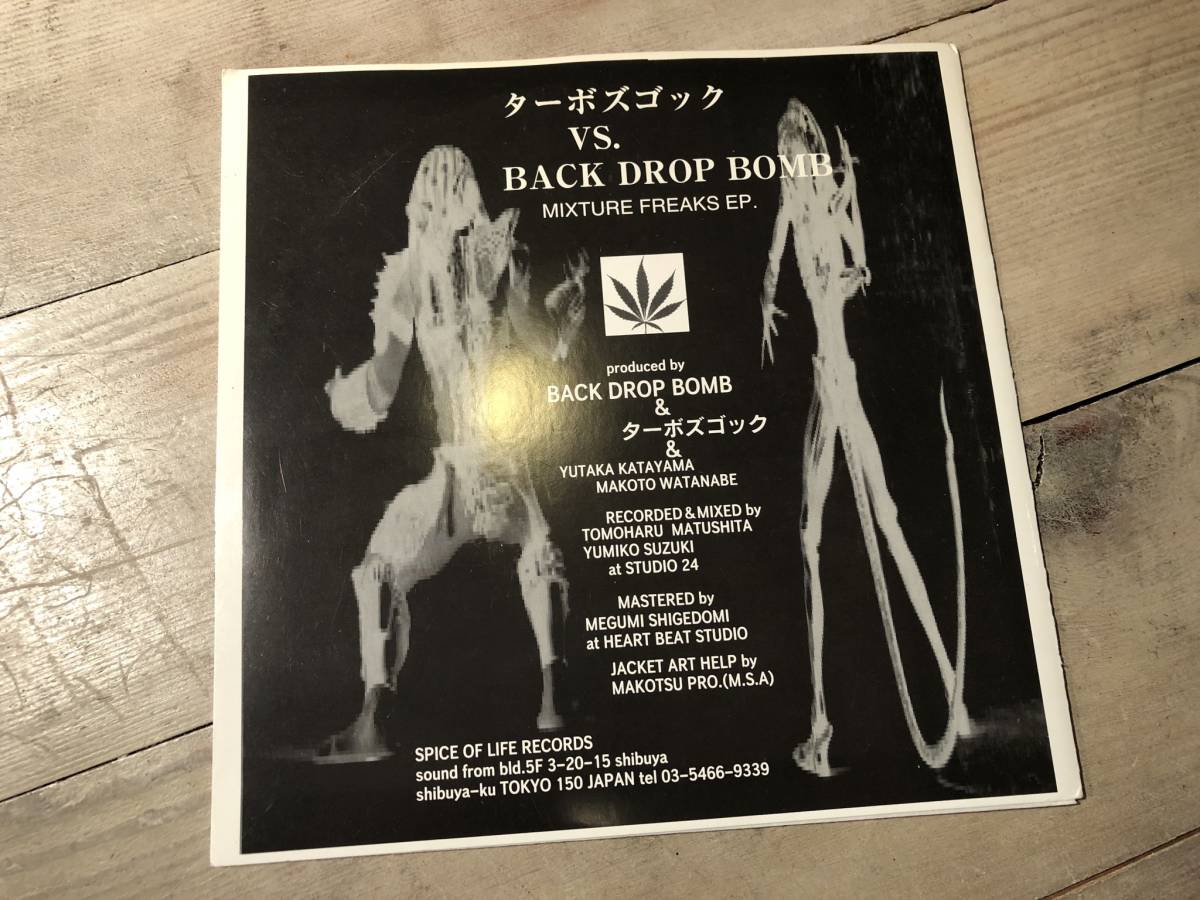 ターボズゴック
VS.
BACK DROP BOMB
MIXTURE FREAKS EP.
produced by
BACK DROP BOMB
&
ターボズゴック
&
YUTAKA KATAYAMA
MAKOTO WATANABE
RECORDED & MIXED by
TOMOHARU MATUSHITA
YUMIKO SUZUKI
at STUDIO 24
MASTERED by
MEGUMI SHIGEDOMI
at HEART BEAT STUDIO
JACKET ART HELP by
MAKOTSU PRO.(M.S.A)
SPICE OF LIFE RECORDS
sound from bld.5F 3-20-15 shibuya
shibuya-ku TOKYO 150 JAPAN tel 03-5466-9339